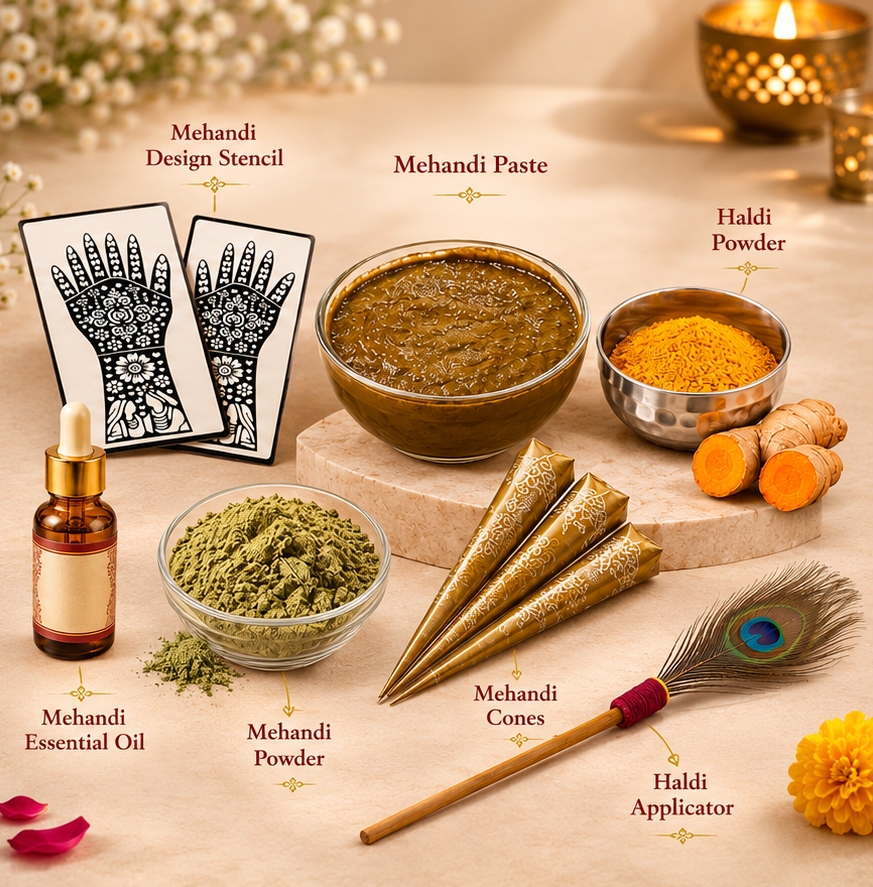 Mehandi
Design Stencil
Mehandi Paste
Haldi
Powder
Mehandi
Essential Oil
Mehandi
Powder
Mehandi
Cones
Haldi
Applicator